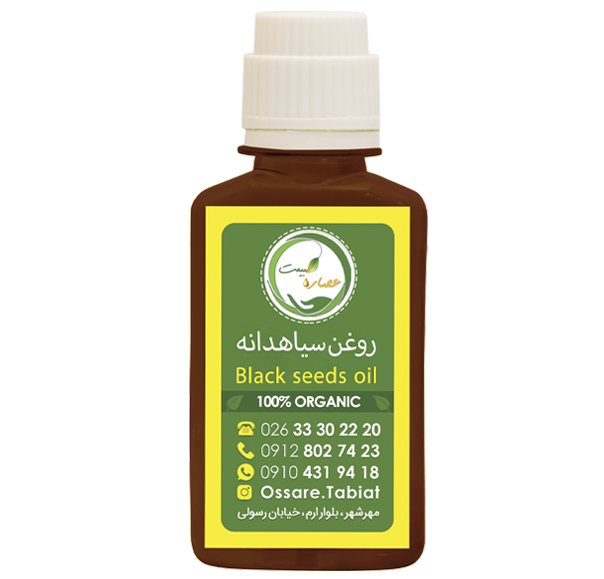 عصاره طبیعت
روغن سیاهدانه
Black seeds oil
100% ORGANIC
026 33 30 22 20
0912 802 74 23
0910 431 94 18
Ossare.Tabiat
مهرشهر، بلوار ارم، خیابان رسولی